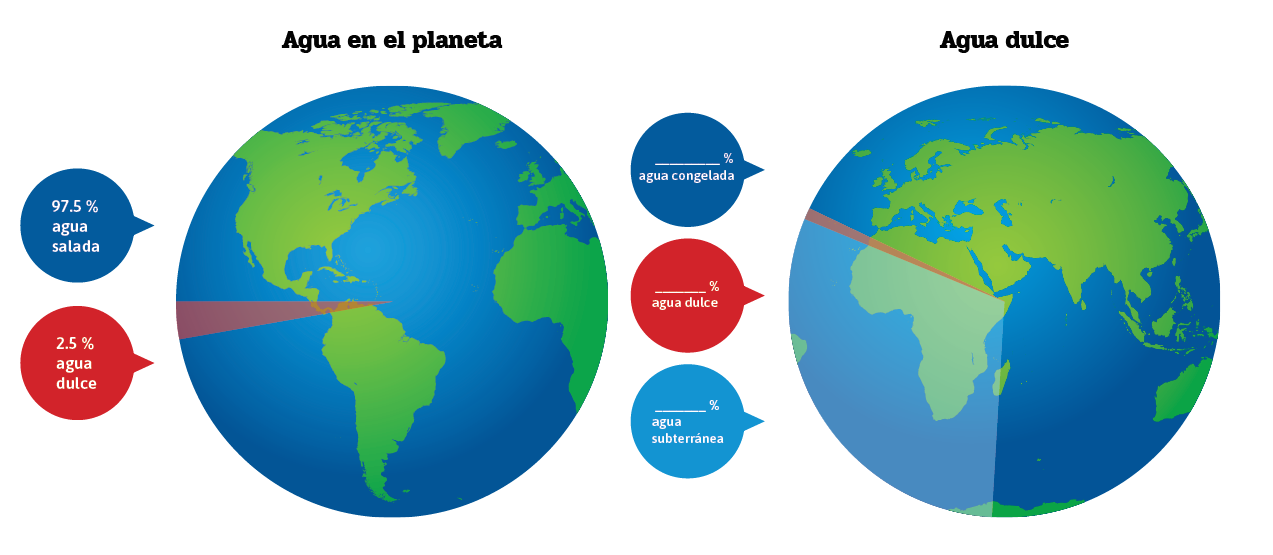 Agua en el planeta
97.5 %
agua
salada
2.5 %
agua
dulce
Agua dulce
_________ %
agua congelada
_______ %
agua dulce
_______ %
agua
subterránea